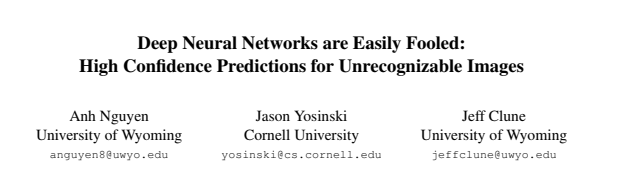 Deep Neural Networks are Easily Fooled:
High Confidence Predictions for Unrecognizable Images
Anh Nguyen
University of Wyoming
anguyen8@uwyo.edu
Jason Yosinski
Cornell University
yosinski@cs.cornell.edu
Jeff Clune
University of Wyoming
jeffclune@uwyo.edu